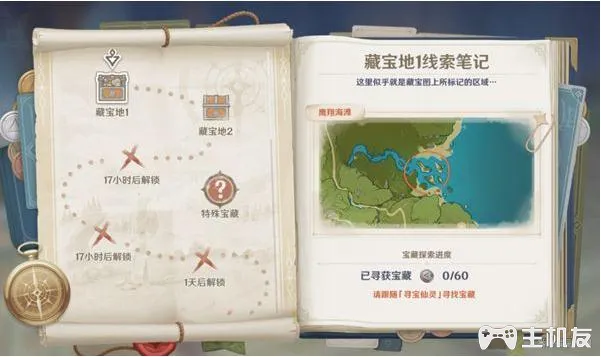 藏宝地1
藏宝地2
17小时后解锁
特殊宝藏
17小时后解锁
1天后解锁
藏宝地1线索笔记
这里似乎就是藏宝图上所标记的区域…
鹰翔海滩
宝藏探索进度
已寻获宝藏 0/60
请跟随「寻宝仙灵」寻找宝藏
主机友